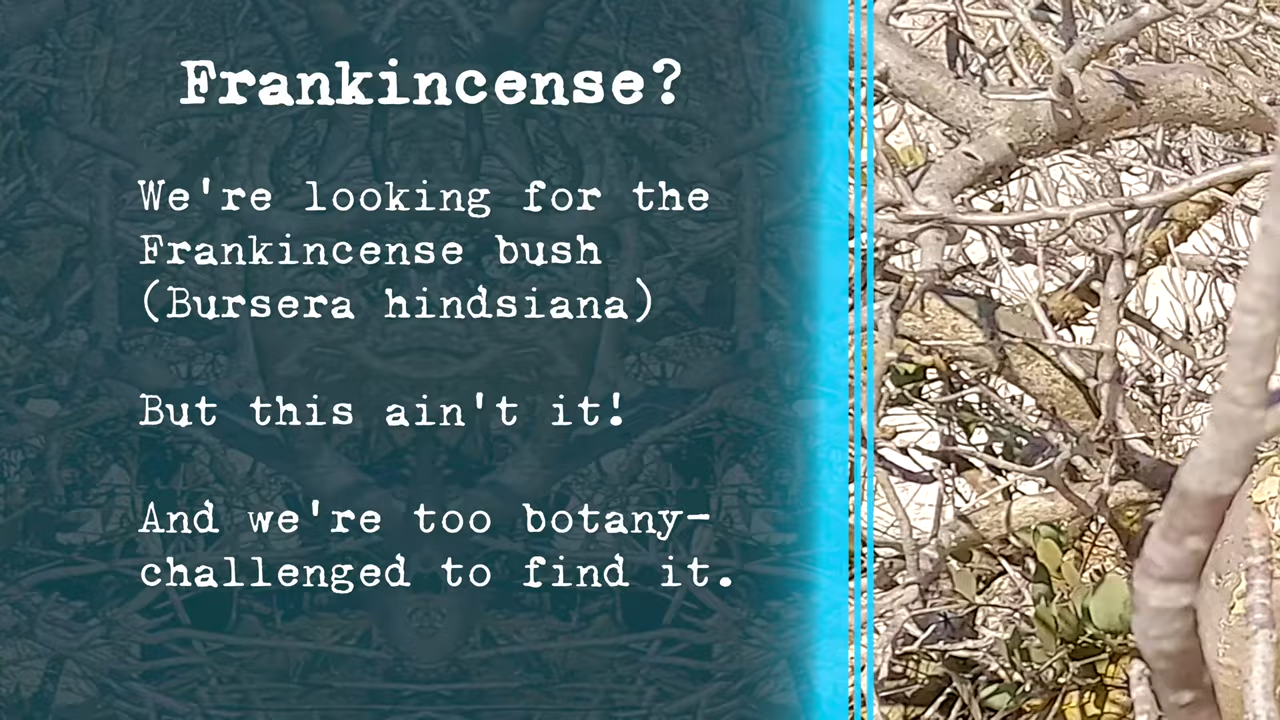 Frankincense?
We're looking for the
Frankincense bush
(Bursera hindsiana)
But this ain't it!
And we're too botany-
challenged to find it.